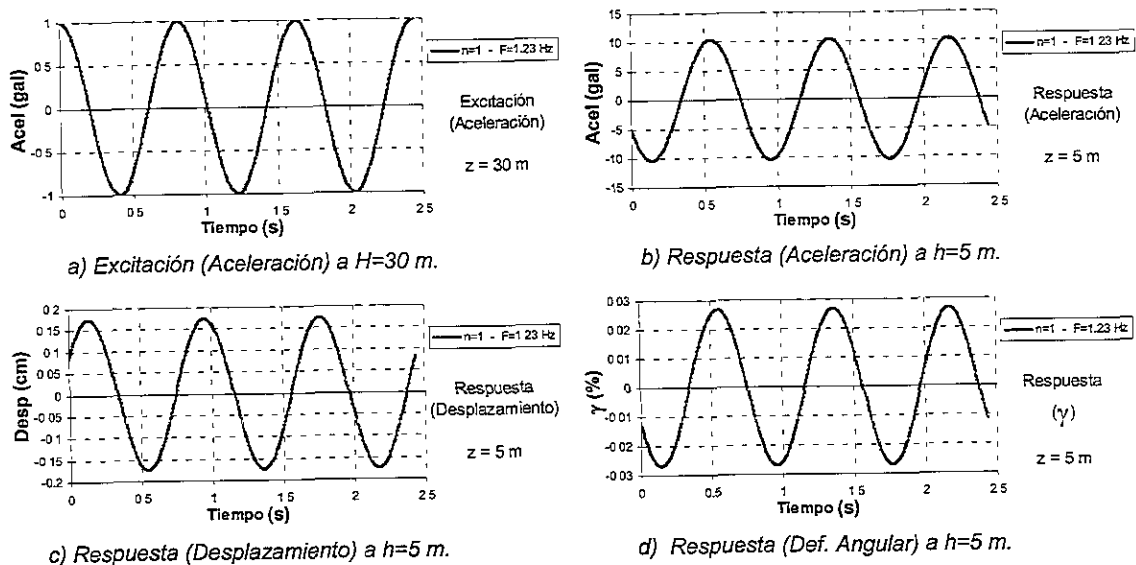 1
0 5
0
-0.5
-1
Acel (gal)
0
0 5
1
1 5
2
2 5
Tiempo (s)
n=1 - F=1.23 Hz
Excitación
(Aceleración)
z = 30 m
a) Excitación (Aceleración) a H=30 m.
15
10
5
0
-5
-10
-15
Acel (gal)
0
0.5
1
1 5
2
2 5
Tiempo (s)
n=1 - F=1 23 Hz
Respuesta
(Aceleración)
z = 5 m
b) Respuesta (Aceleración) a h=5 m.
0 2
0 15
0.1
0 05
0
-0.05
-0.1
-0.15
-0.2
Desp (cm)
0
0 5
1
1 5
2
2 5
Tiempo (s)
n=1 - F=1 23 Hz
Respuesta
(Desplazamiento)
z = 5 m
c) Respuesta (Desplazamiento) a h=5 m.
0 03
0.02
0.01
0
-0.01
-0.02
-0 03
γ (%)
0
0.5
1
1 5
2
2 5
Tiempo (s)
n=1 - F=1 23 Hz
Respuesta
(γ)
z = 5 m
d) Respuesta (Def. Angular) a h=5 m.